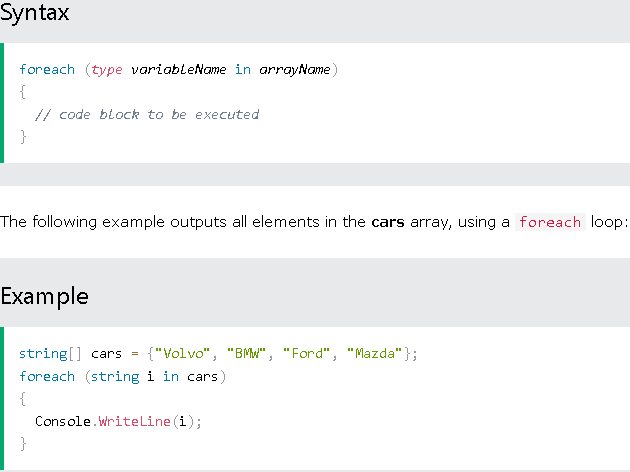 Syntax
foreach (type variableName in arrayName)
{
  // code block to be executed
}
The following example outputs all elements in the cars array, using a foreach loop:
Example
string[] cars = {"Volvo", "BMW", "Ford", "Mazda"};
foreach (string i in cars)
{
  Console.WriteLine(i);
}